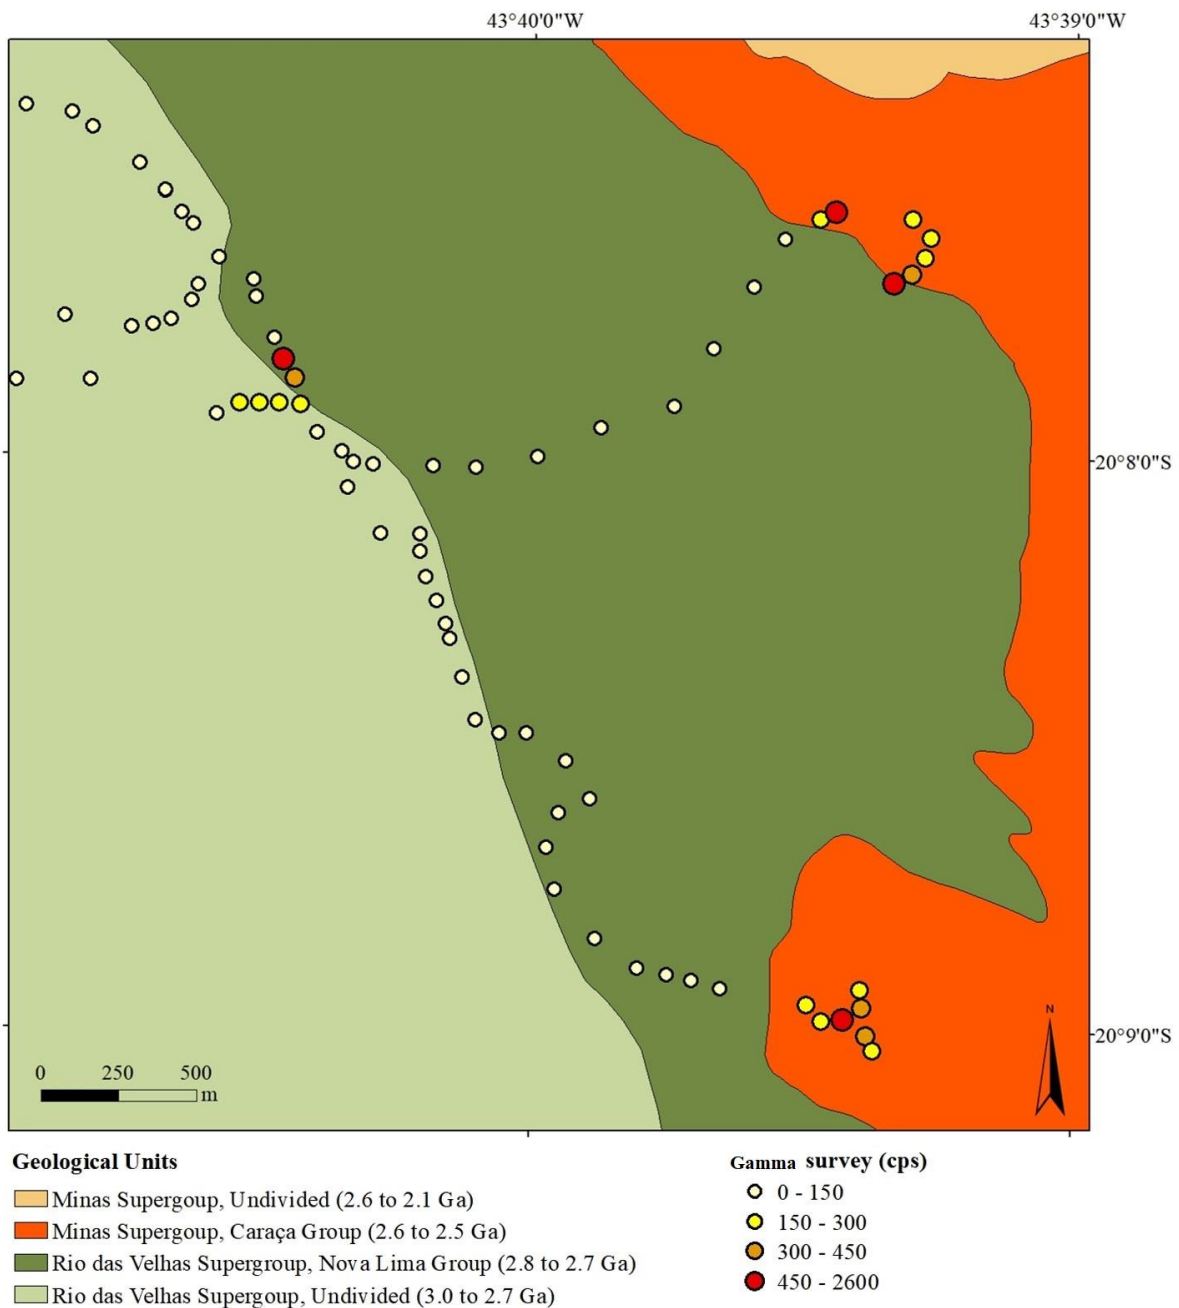 43°40'0"W
43°39'0"W
20°8'0"S
20°9'0"S
N
0 250 500
m
Geological Units
Minas Supergoup, Undivided (2.6 to 2.1 Ga)
Minas Supergoup, Caraça Group (2.6 to 2.5 Ga)
Rio das Velhas Supergroup, Nova Lima Group (2.8 to 2.7 Ga)
Rio das Velhas Supergoup, Undivided (3.0 to 2.7 Ga)
Gamma survey (cps)
0 - 150
150 - 300
300 - 450
450 - 2600